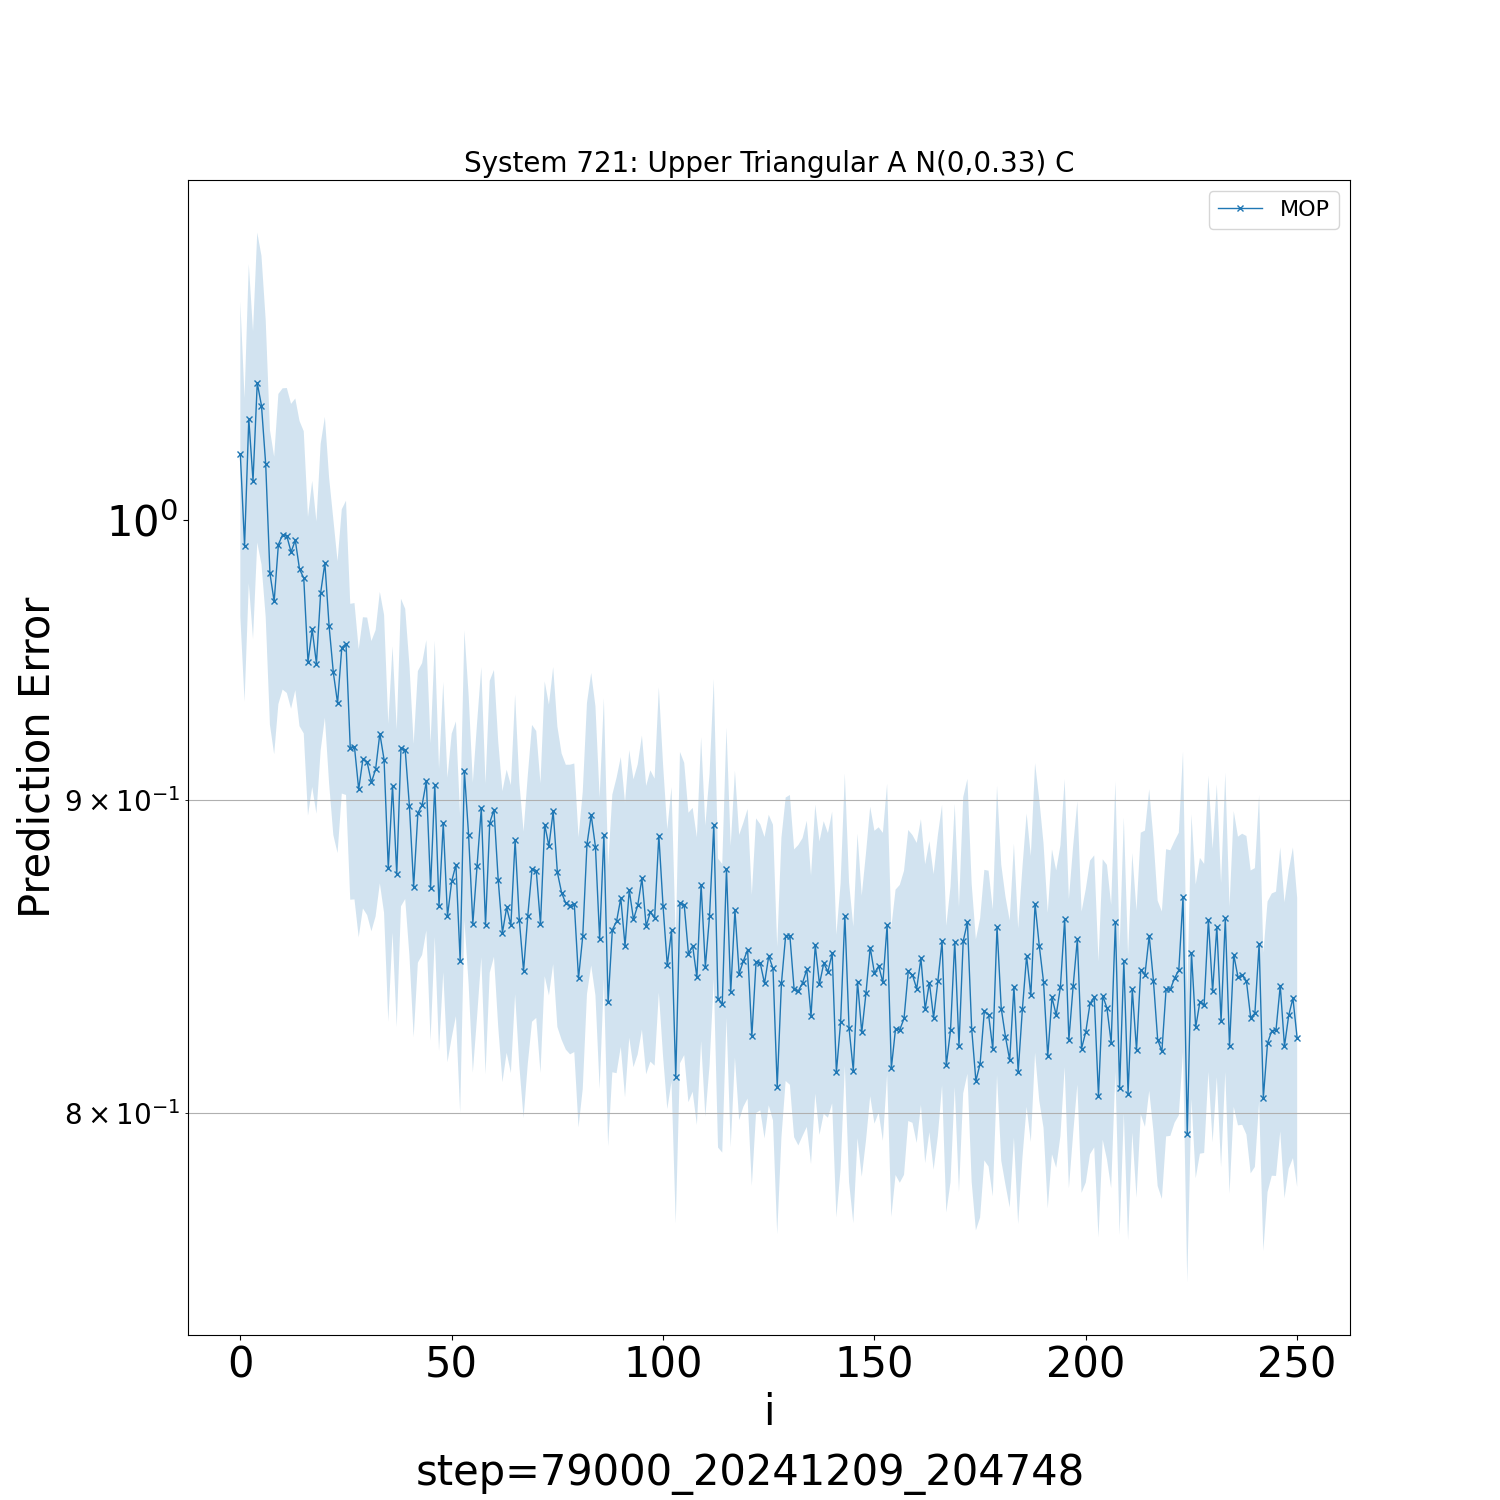 System 721: Upper Triangular A N(0,0.33) C
MOP
Prediction Error
10⁰
9 × 10⁻¹
8 × 10⁻¹
0 50 100 150 200 250
i
step=79000_20241209_204748